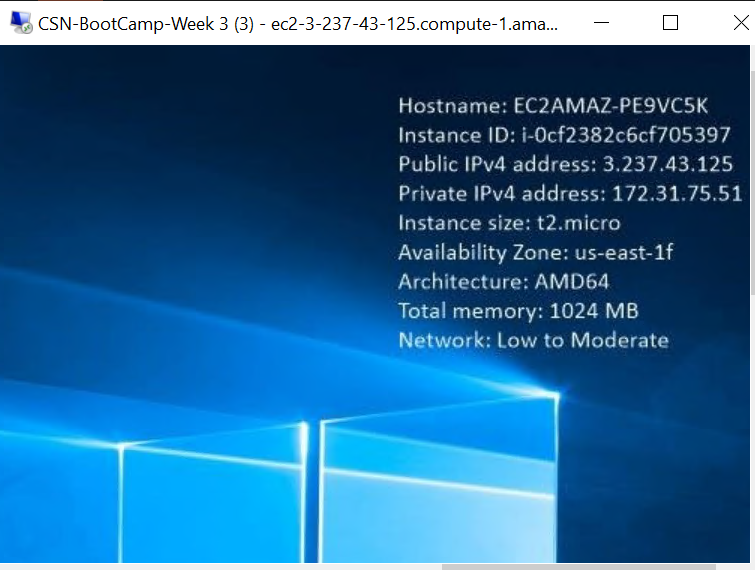 CSN-BootCamp-Week 3 (3) - ec2-3-237-43-125.compute-1.ama...
Hostname: EC2AMAZ-PE9VC5K
Instance ID: i-0cf2382c6cf705397
Public IPv4 address: 3.237.43.125
Private IPv4 address: 172.31.75.51
Instance size: t2.micro
Availability Zone: us-east-1f
Architecture: AMD64
Total memory: 1024 MB
Network: Low to Moderate